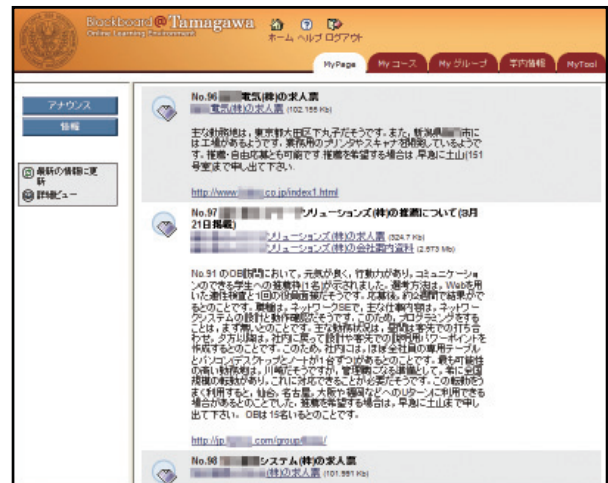 Blackboard@Tamagawa
Online Learning Environment
ホーム ヘルプ ログアウト
MyPage Myコース Myグループ 学内情報 MyTool
アナウンス
情報
最新の情報に更
新
詳細ビュー
No.96 電気(株)の求人票
電気(株)の求人票 (102.155 Kb)
主な勤務地は，東京都大田区下丸子だそうです。また，新潟県 市に
は工場があるようです。業務用のプリンタやスキャナを開発しているようで
す。推薦・自由応募とも可能です。推薦を希望する場合は，早急に土山(151
号室まで申し出て下さい．
http://www. .co.jp/index1.html
No.97 ソリューションズ(株)の推薦について(3月
21日掲載)
ソリューションズ(株)の求人票 (324.7 Kb)
ソリューションズ(株)の会社案内資料 (2.573 Mb)
No.91 のOB訪問において，元気が良く，行動力があり，コミュニケーショ
ンのできる学生への推薦枠(1名)が示されました．選考方法は，Webを用
いた適性検査と1回の役員面接だそうです．応募後，約2週間で結果がで
るとのことです．職種は，ネットワークSEで，主な仕事内容は，ネットワー
クシステムの設計と動作確認だそうです．このため，プログラミングをする
ことは，まず無いとのことです．主な勤務状況は，昼間は客先での打ち合
わせ，夕方以降は，社内に戻って設計や客先での説明用パワーポイントを
作成するとのことです．このため，社内には，ほぼ全社員の専用テーブル
とパソコン(デスクトップとノートが1台ずつ)があるとのことです．最も可能性
の高い勤務地は，川崎だそうですが，管理職になる準備として，常に全国
規模の転勤があり，これに対応できることが必要だそうです．この転勤をう
まく利用すると，仙台，名古屋，大阪や福岡などへのUターンに利用できる
場合があるとのことでした．推薦を希望する場合は，早急に土山まで申し
出て下さい． OBは15名いるとのことです．
http://jp. .com/group/ /
No.98 システム(株)の求人票
(株)の求人票 (101.991 Kb)